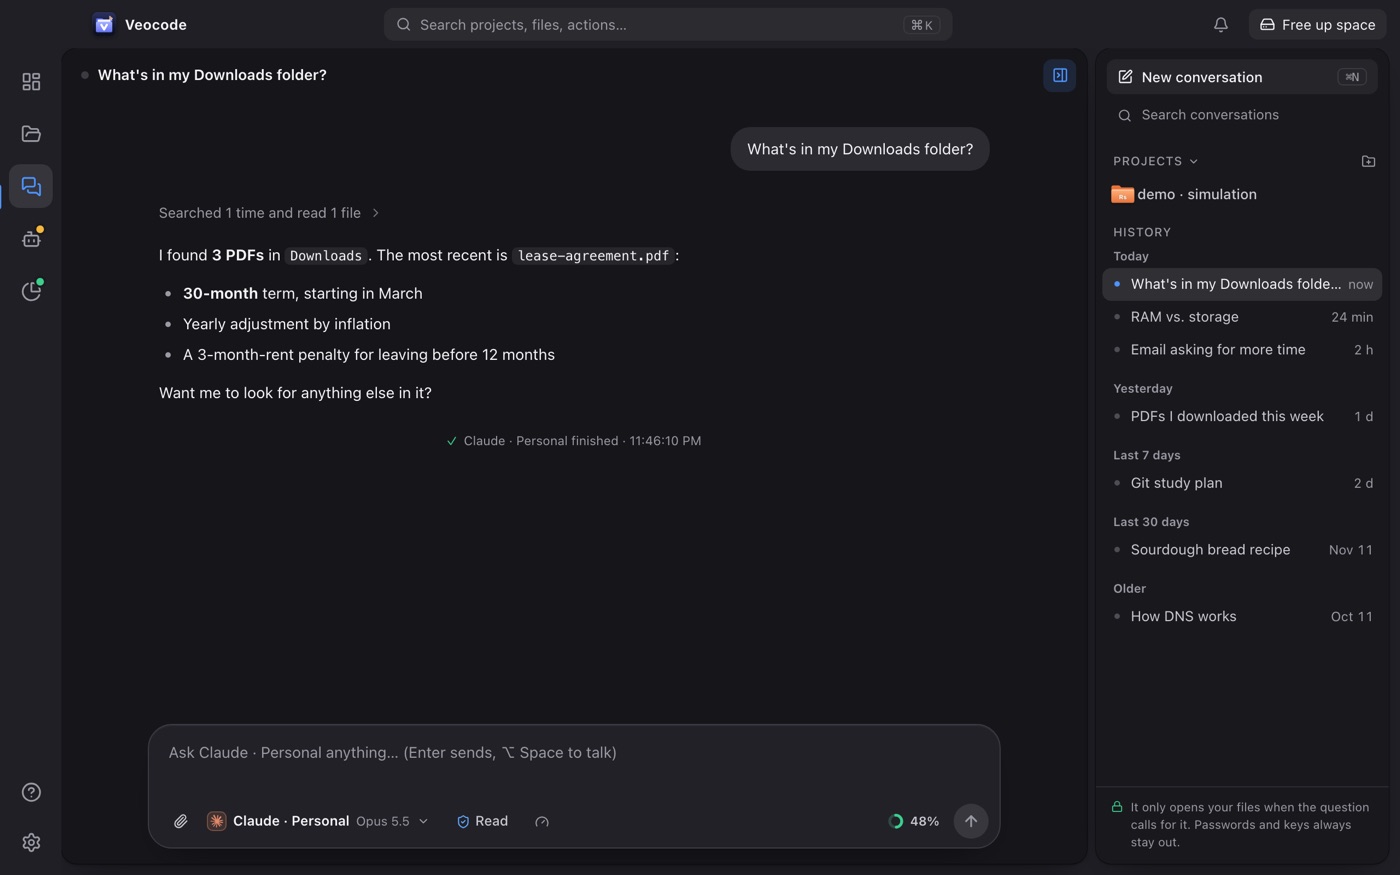 Veocode
Search projects, files, actions...
⌘K
Free up space
What's in my Downloads folder?
What's in my Downloads folder?
Searched 1 time and read 1 file
I found 3 PDFs in Downloads. The most recent is lease-agreement.pdf:
30-month term, starting in March
Yearly adjustment by inflation
A 3-month-rent penalty for leaving before 12 months
Want me to look for anything else in it?
Claude · Personal finished · 11:46:10 PM
Ask Claude · Personal anything... (Enter sends, ⌥ Space to talk)
Claude · Personal Opus 5.5
Read
48%
New conversation
⌘N
Search conversations
PROJECTS
Rs
demo · simulation
HISTORY
Today
What's in my Downloads folde... now
RAM vs. storage 24 min
Email asking for more time 2 h
Yesterday
PDFs I downloaded this week 1 d
Last 7 days
Git study plan 2 d
Last 30 days
Sourdough bread recipe Nov 11
Older
How DNS works Oct 11
It only opens your files when the question
calls for it. Passwords and keys always
stay out.